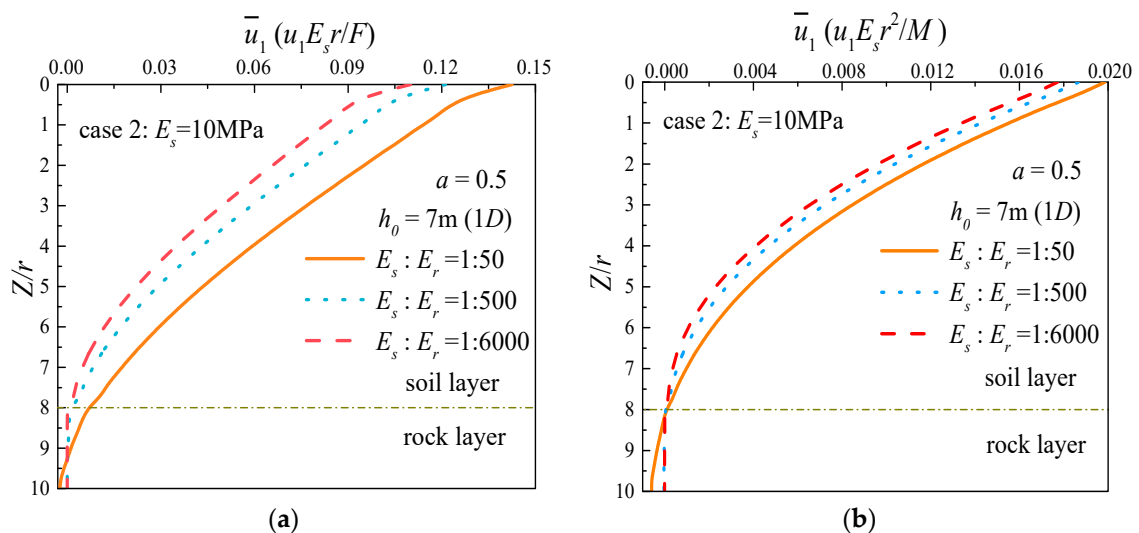 u̅₁ (u₁Eₛr/F)
0.00 0.03 0.06 0.09 0.12 0.15
0
1
2
3
4
5
6
7
8
9
10
Z/r
case 2: Eₛ=10MPa
a = 0.5
h₀ = 7m (1D)
Eₛ : Eᵣ =1:50
Eₛ : Eᵣ =1:500
Eₛ : Eᵣ =1:6000
soil layer
rock layer
(a)
u̅₁ (u₁Eₛr²/M)
0.000 0.004 0.008 0.012 0.016 0.020
0
1
2
3
4
5
6
7
8
9
10
Z/r
case 2: Eₛ=10MPa
a = 0.5
h₀ = 7m (1D)
Eₛ : Eᵣ =1:50
Eₛ : Eᵣ =1:500
Eₛ : Eᵣ =1:6000
soil layer
rock layer
(b)